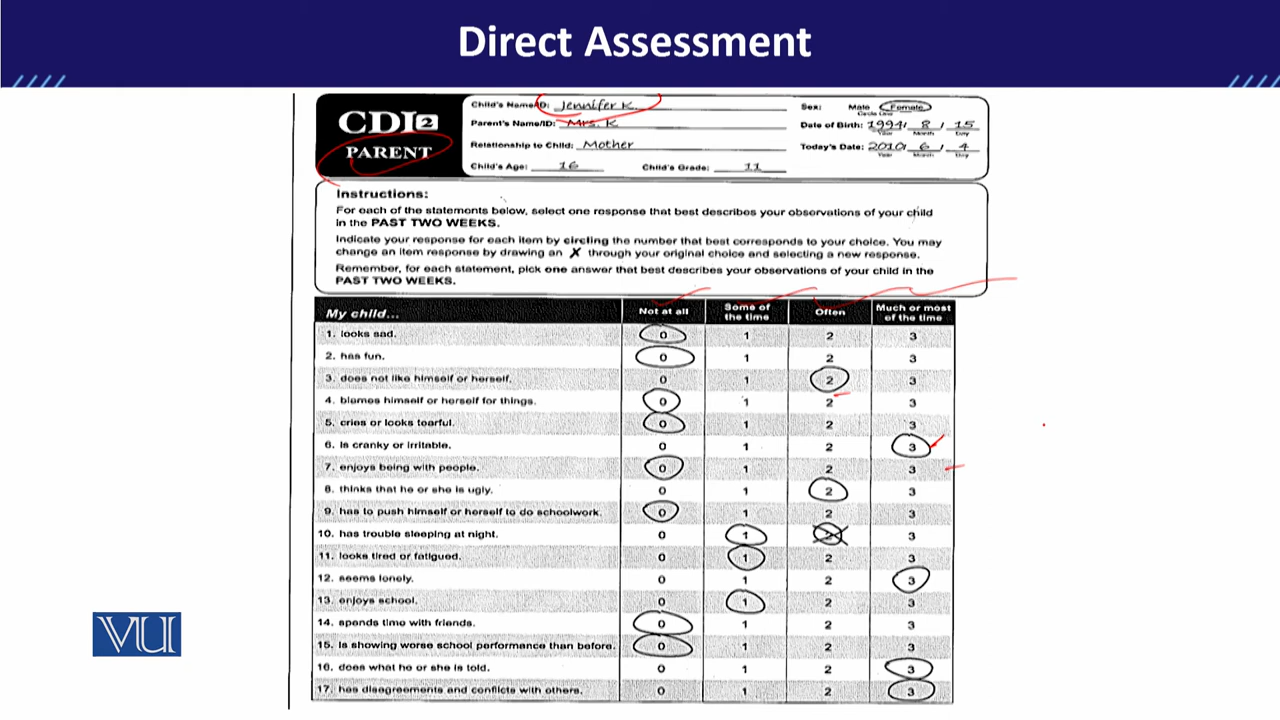 Direct Assessment
CDI 2
PARENT
Child's Name/ID: Jennifer K.
Parent's Name/ID: Mrs. K
Relationship to Child: Mother
Child's Age: 16 Child's Grade: 11
Sex: Male Female
Circle One
Date of Birth: 1994 / 8 / 15
Year Month Day
Today's Date: 2010 / 6 / 4
Year Month Day
Instructions:
For each of the statements below, select one response that best describes your observations of your child
in the PAST TWO WEEKS.
Indicate your response for each item by circling the number that best corresponds to your choice. You may
change an item response by drawing an X through your original choice and selecting a new response.
Remember, for each statement, pick one answer that best describes your observations of your child in the
PAST TWO WEEKS.
My child... Not at all Some of the time Often Much or most of the time
1. looks sad. 0 1 2 3
2. has fun. 0 1 2 3
3. does not like himself or herself. 0 1 2 3
4. blames himself or herself for things. 0 1 2 3
5. cries or looks tearful. 0 1 2 3
6. is cranky or irritable. 0 1 2 3
7. enjoys being with people. 0 1 2 3
8. thinks that he or she is ugly. 0 1 2 3
9. has to push himself or herself to do schoolwork. 0 1 2 3
10. has trouble sleeping at night. 0 1 2 3
11. looks tired or fatigued. 0 1 2 3
12. seems lonely. 0 1 2 3
13. enjoys school. 0 1 2 3
14. spends time with friends. 0 1 2 3
15. is showing worse school performance than before. 0 1 2 3
16. does what he or she is told. 0 1 2 3
17. has disagreements and conflicts with others. 0 1 2 3
VU